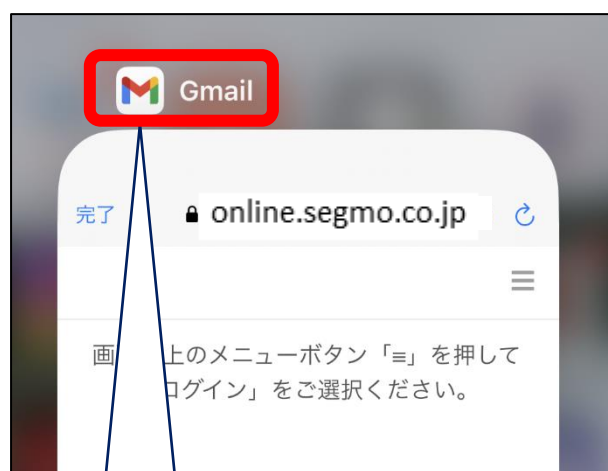 Gmail
完了 online.segmo.co.jp
画 上のメニューボタン「≡」を押して
ログイン」をご選択ください。